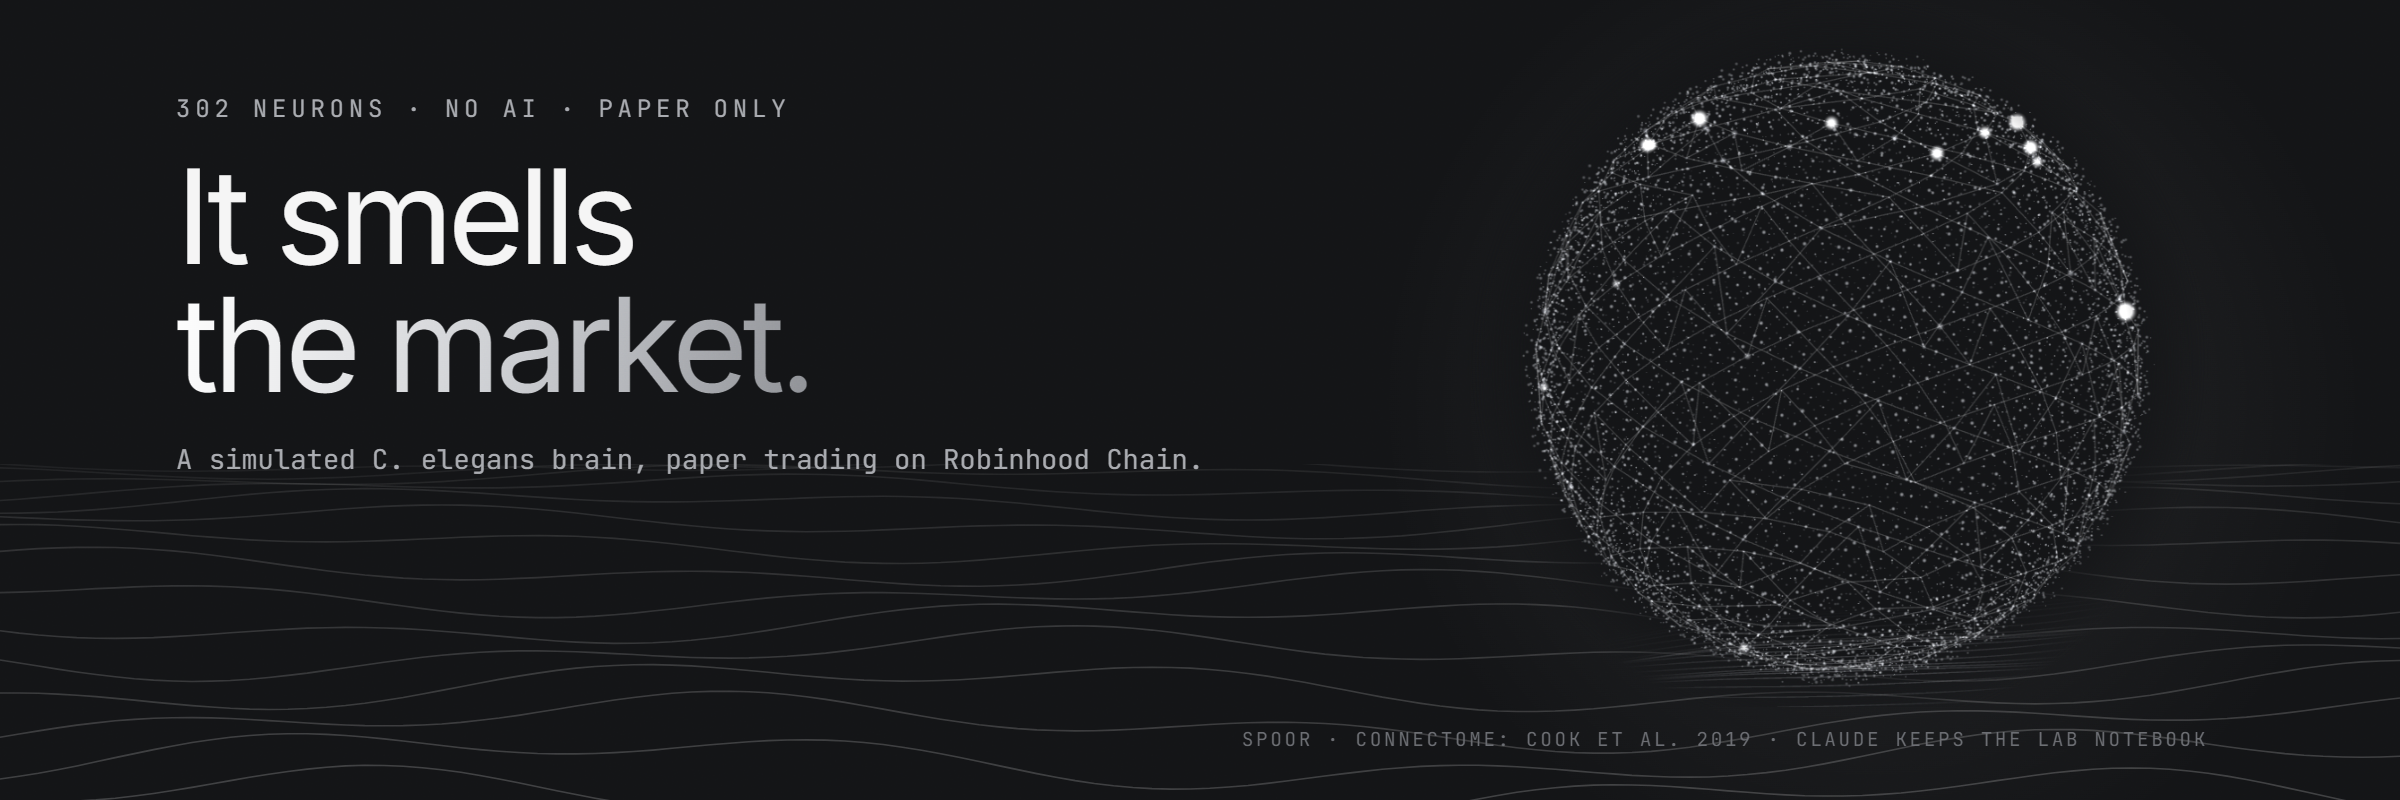 302 NEURONS · NO AI · PAPER ONLY
It smells
the market.
A simulated C. elegans brain, paper trading on Robinhood Chain.
SPOOR · CONNECTOME: COOK ET AL. 2019 · CLAUDE KEEPS THE LAB NOTEBOOK